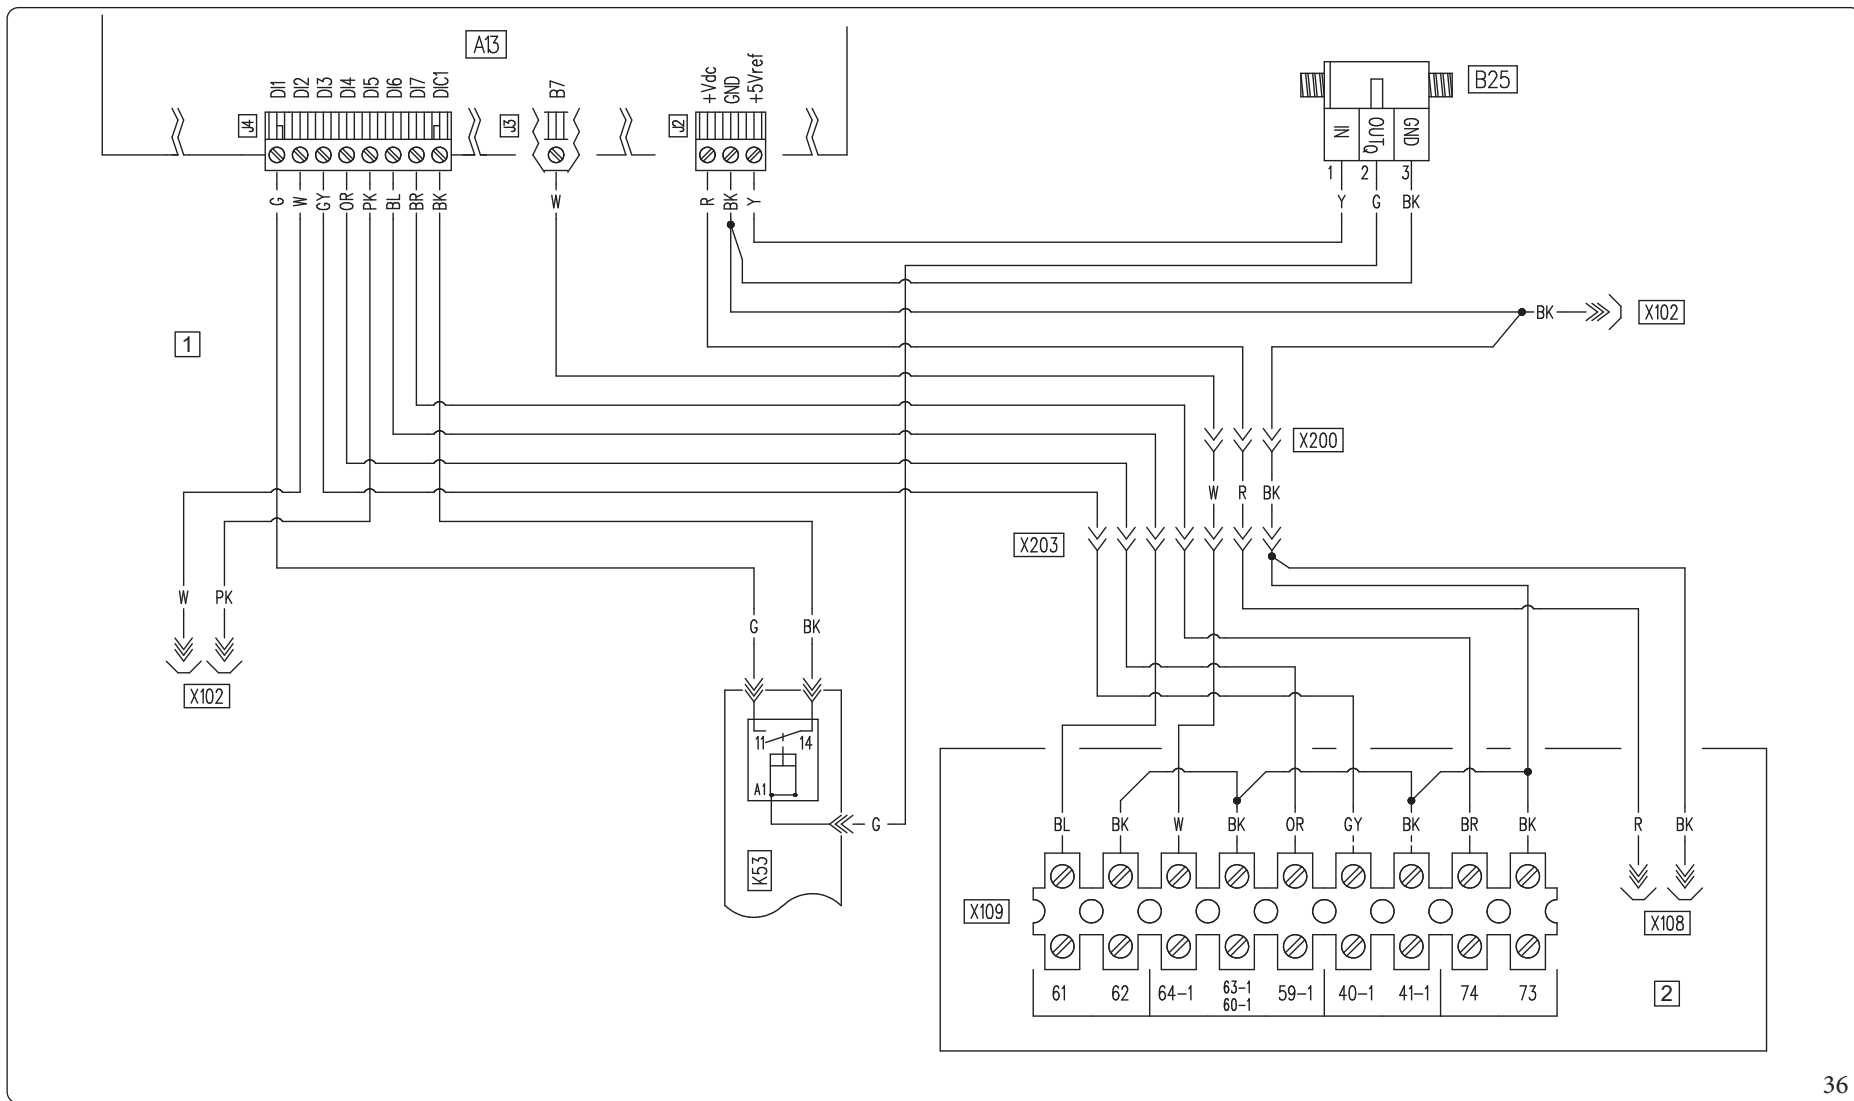 A13
B25
J4
DI1 DI2 DI3 DI4 DI5 DI6 DI7 DIC1
J3
B7
J2
+Vdc GND +5Vref
IN OUTQ GND
1 2 3
G W GY OR PK BL BR BK
W
R BK Y
Y G BK
BK
X102
1
X200
W R BK
X203
W PK
G BK
X102
11 14
A1
G
K53
BL BK W BK OR GY BK BR BK R BK
X109
X108
61 62 64-1 63-1 59-1 40-1 41-1 74 73
60-1
2
36